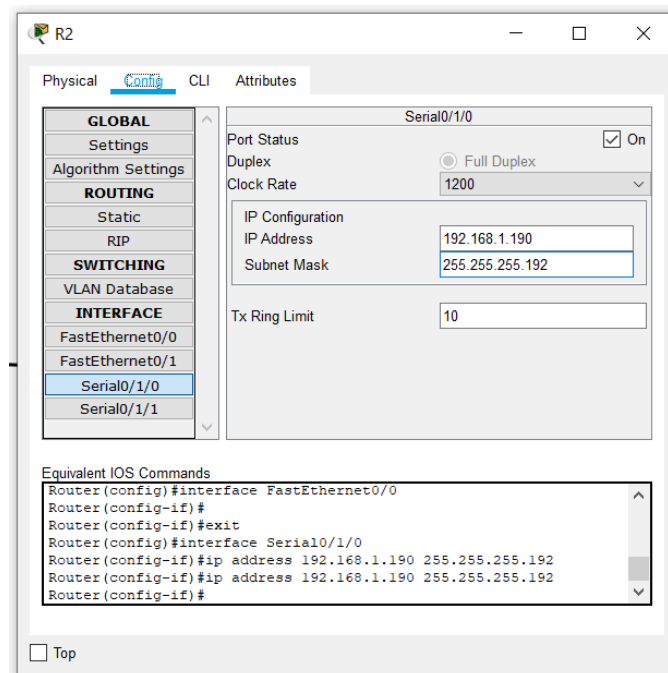 R2
Physical Config CLI Attributes
GLOBAL
Settings
Algorithm Settings
ROUTING
Static
RIP
SWITCHING
VLAN Database
INTERFACE
FastEthernet0/0
FastEthernet0/1
Serial0/1/0
Serial0/1/1
Serial0/1/0
Port Status On
Duplex Full Duplex
Clock Rate 1200
IP Configuration
IP Address 192.168.1.190
Subnet Mask 255.255.255.192
Tx Ring Limit 10
Equivalent IOS Commands
Router(config)#interface FastEthernet0/0
Router(config-if)#
Router(config-if)#exit
Router(config)#interface Serial0/1/0
Router(config-if)#ip address 192.168.1.190 255.255.255.192
Router(config-if)#ip address 192.168.1.190 255.255.255.192
Router(config-if)#
Top